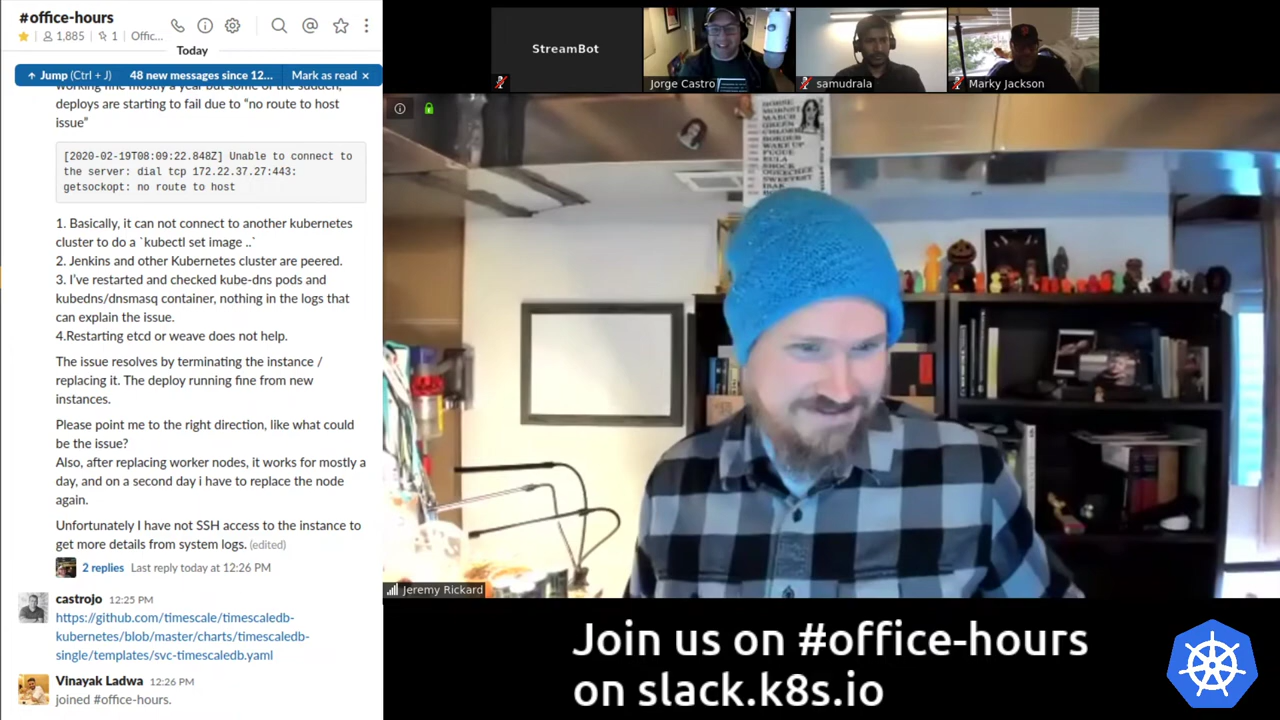 #office-hours
1,885
1
Offic...
Today
↑ Jump (Ctrl + J) 48 new messages since 12... Mark as read ×
working fine mostly a year but some of the sudden,
deploys are starting to fail due to “no route to host
issue”
[2020-02-19T08:09:22.848Z] Unable to connect to
the server: dial tcp 172.22.37.27:443:
getsockopt: no route to host
1. Basically, it can not connect to another kubernetes
cluster to do a `kubectl set image ..`
2. Jenkins and other Kubernetes cluster are peered.
3. I’ve restarted and checked kube-dns pods and
kubedns/dnsmasq container, nothing in the logs that
can explain the issue.
4.Restarting etcd or weave does not help.
The issue resolves by terminating the instance /
replacing it. The deploy running fine from new
instances.
Please point me to the right direction, like what could
be the issue?
Also, after replacing worker nodes, it works for mostly a
day, and on a second day i have to replace the node
again.
Unfortunately I have not SSH access to the instance to
get more details from system logs. (edited)
2 replies Last reply today at 12:26 PM
castrojo 12:25 PM
https://github.com/timescale/timescaledb-
kubernetes/blob/master/charts/timescaledb-
single/templates/svc-timescaledb.yaml
Vinayak Ladwa 12:26 PM
joined #office-hours.
StreamBot
Jorge Castro
samudrala
Marky Jackson
MARCH
GREEN
WAKE UP
FUGUE
EULA
SHOCK
OGEECHEE
SWEETEST
Jeremy Rickard
Join us on #office-hours
on slack.k8s.io